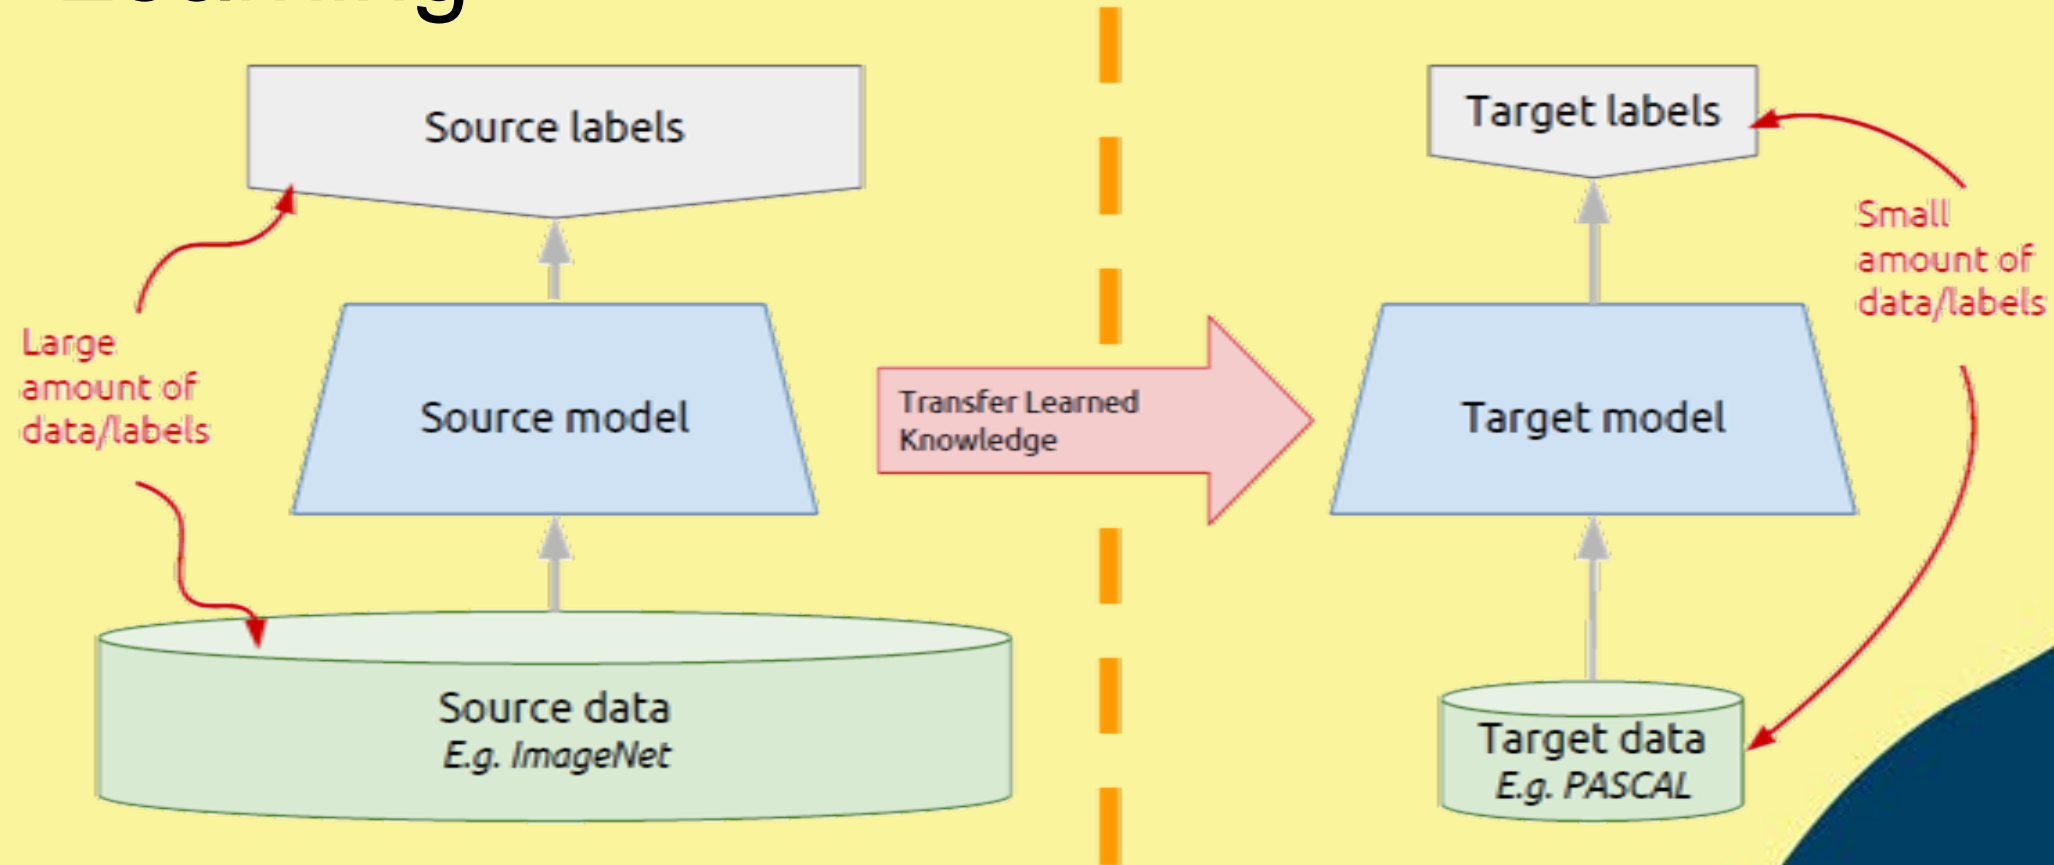 Source labels
Large
amount of
data/labels
Source model
Source data
E.g. ImageNet
Transfer Learned
Knowledge
Target labels
Small
amount of
data/labels
Target model
Target data
E.g. PASCAL